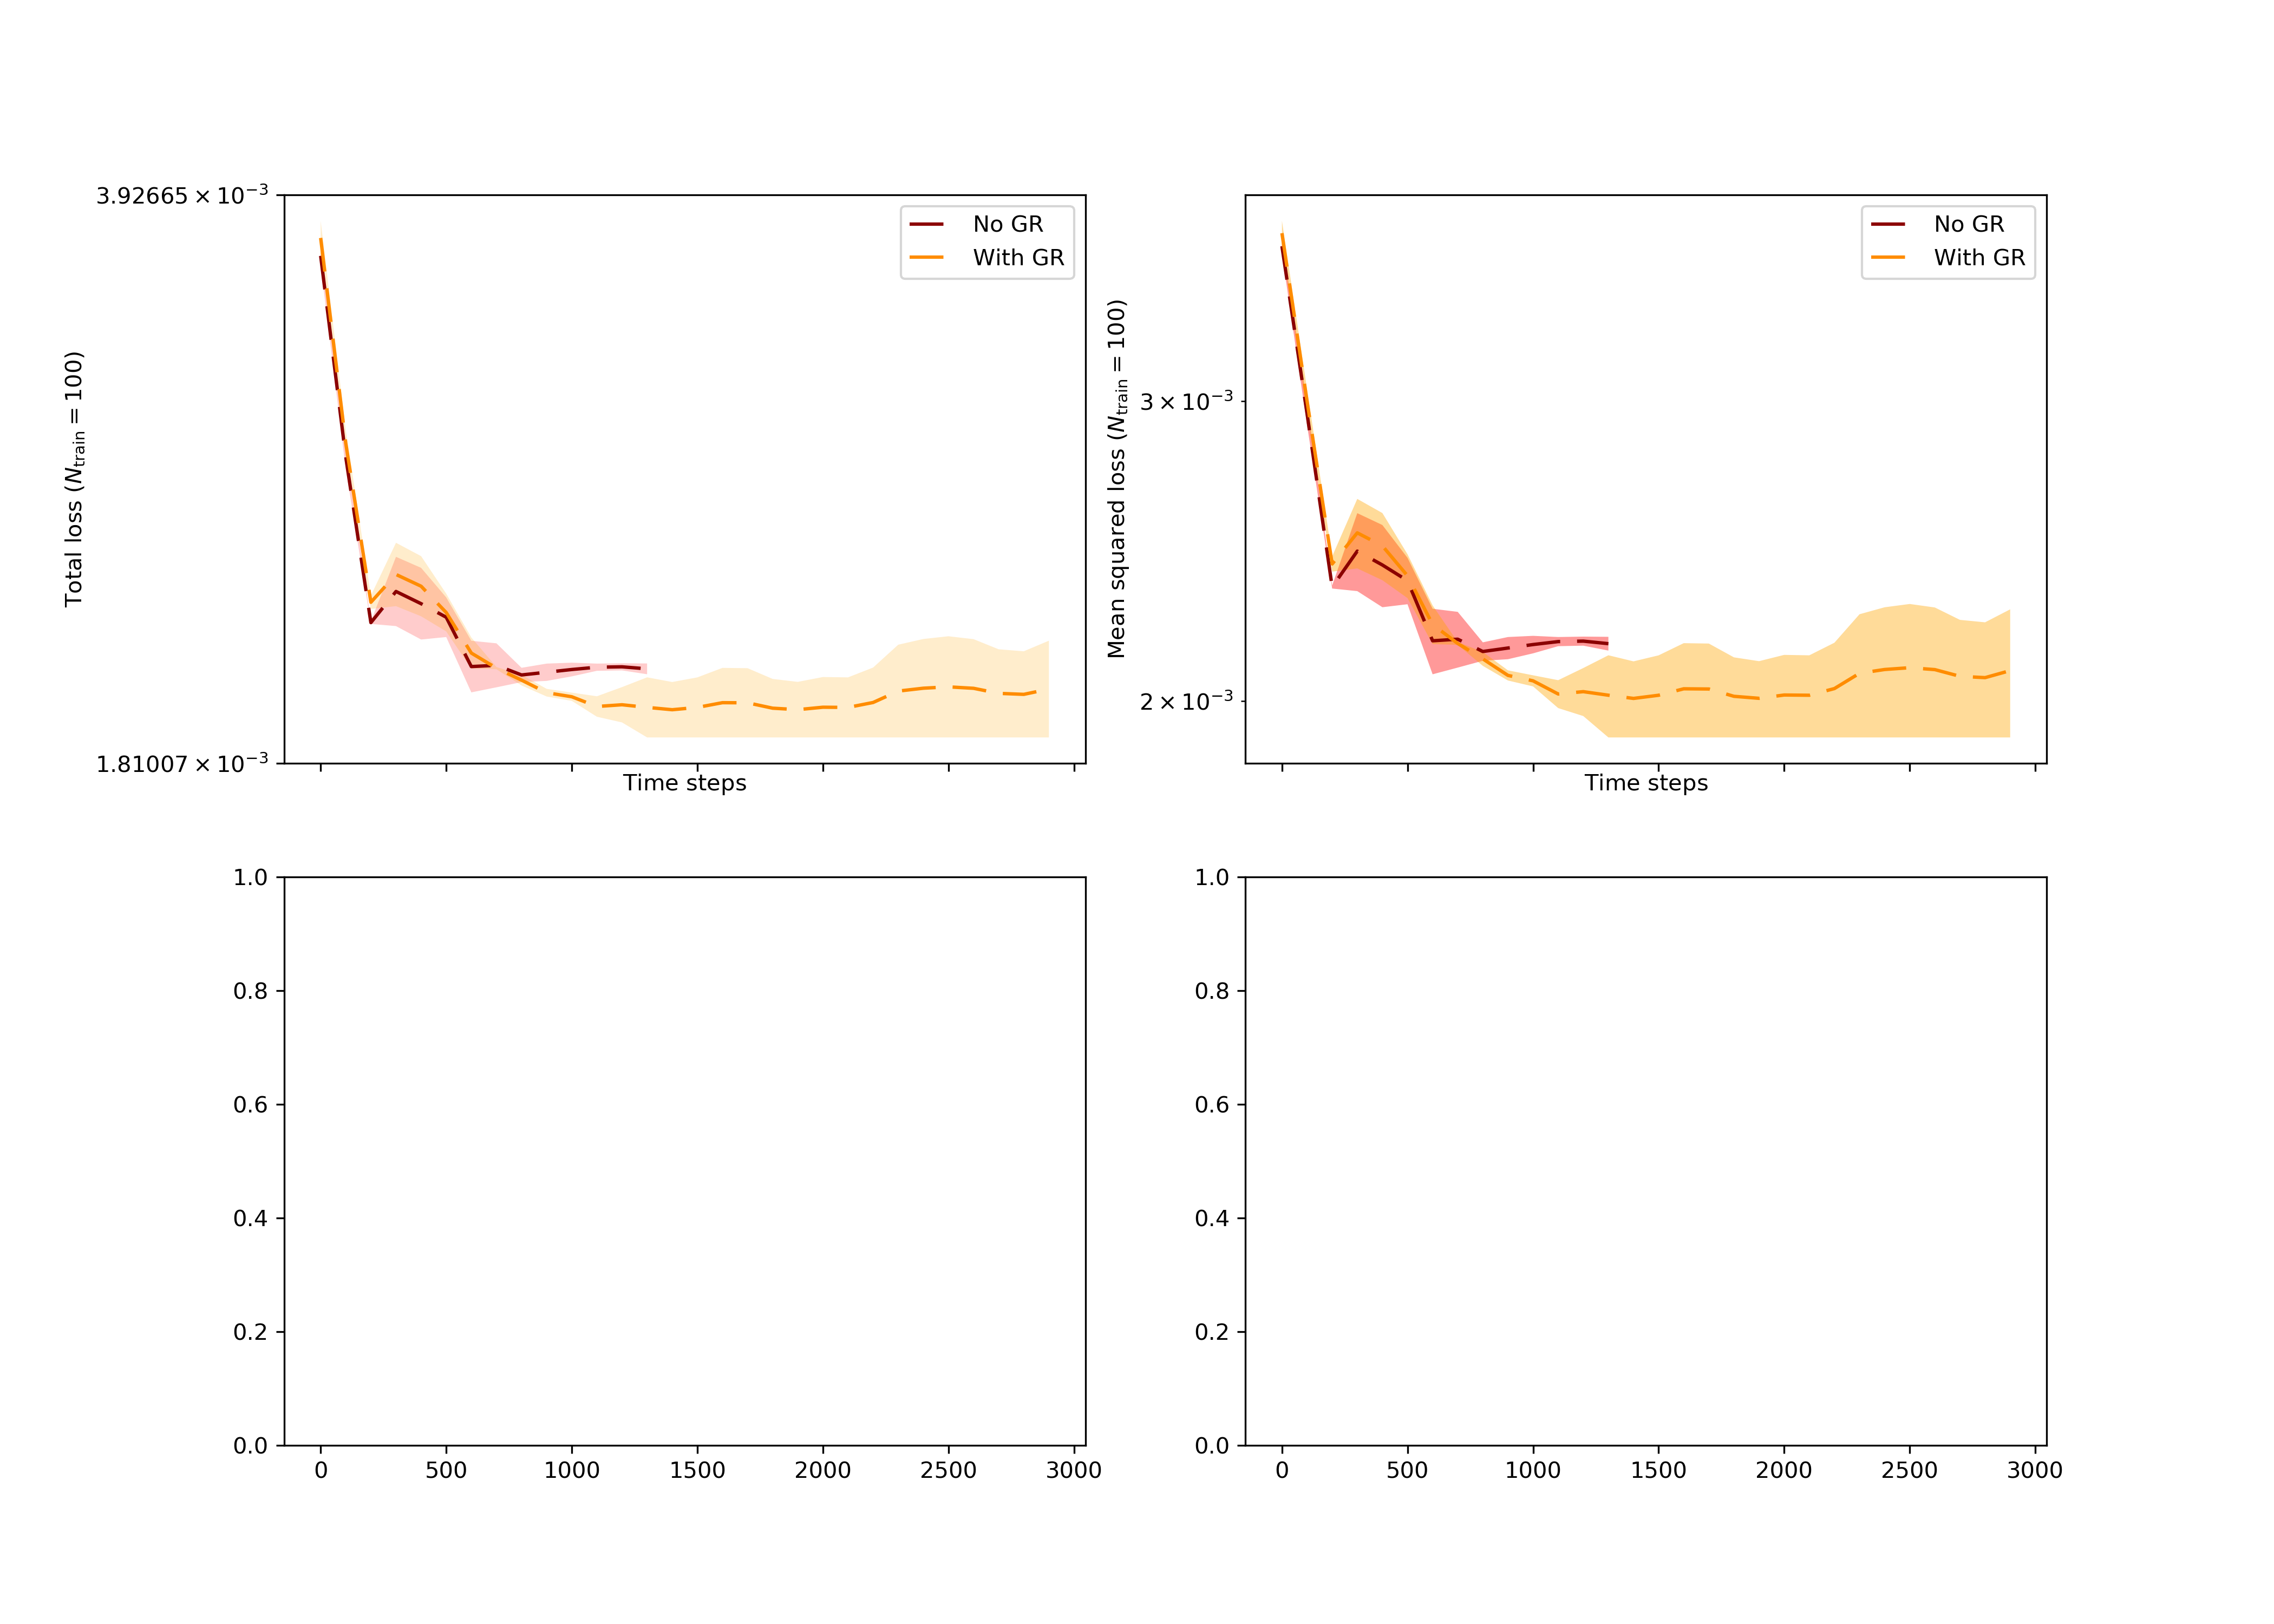 3.92665 × 10⁻³
1.81007 × 10⁻³
Total loss (N_train = 100)
No GR
With GR
Time steps
3 × 10⁻³
2 × 10⁻³
Mean squared loss (N_train = 100)
No GR
With GR
Time steps
1.0
0.8
0.6
0.4
0.2
0.0
0 500 1000 1500 2000 2500 3000
1.0
0.8
0.6
0.4
0.2
0.0
0 500 1000 1500 2000 2500 3000